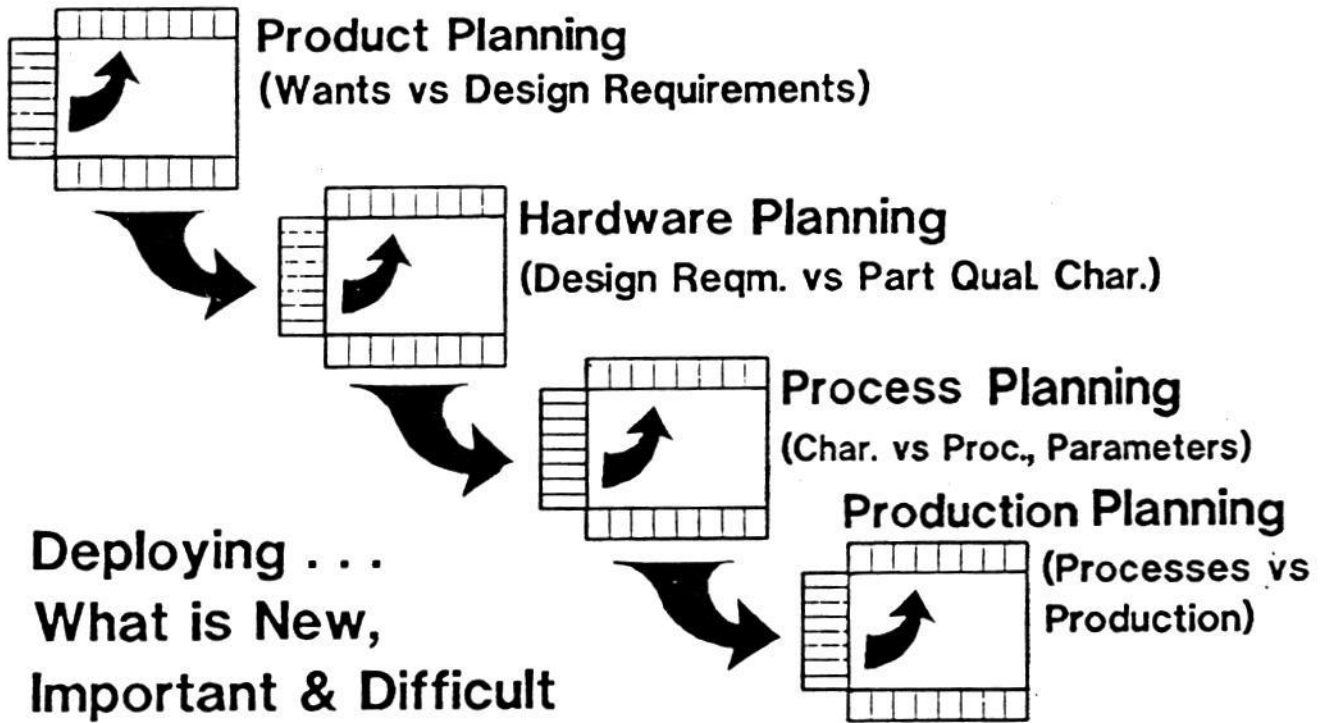 Product Planning
(Wants vs Design Requirements)
Hardware Planning
(Design Reqm. vs Part Qual. Char.)
Process Planning
(Char. vs Proc., Parameters)
Production Planning
(Processes vs
Production)
Deploying . . .
What is New,
Important & Difficult